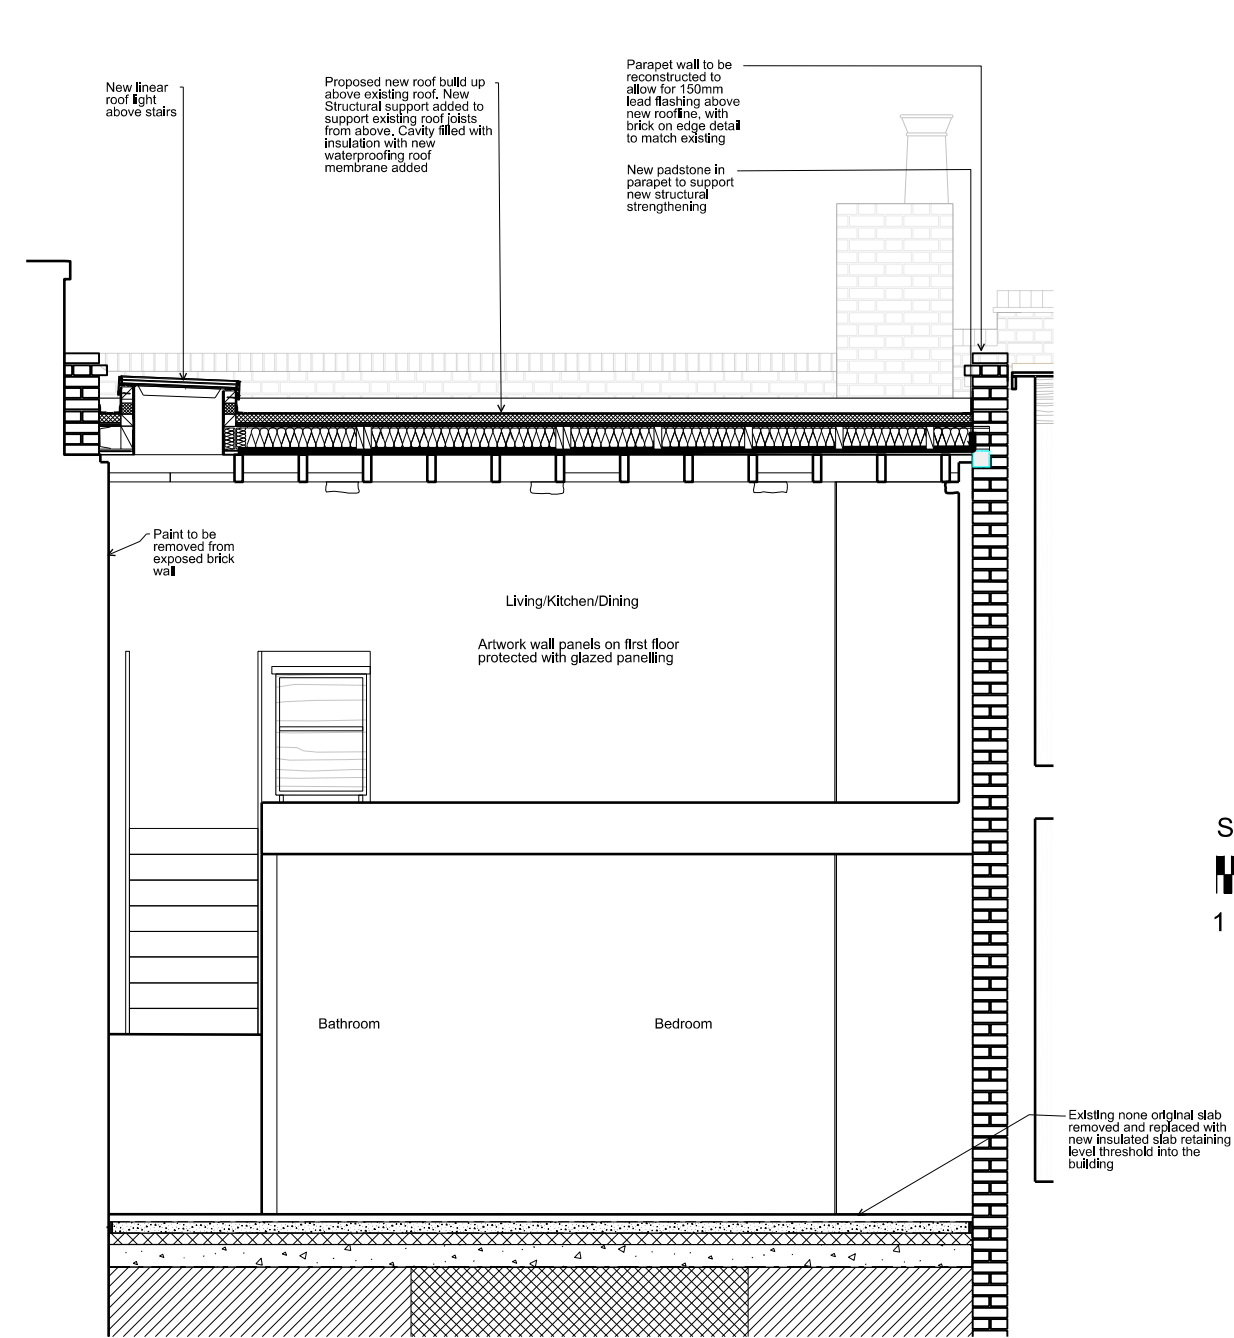 New linear
roof light
above stairs
Proposed new roof build up
above existing roof. New
Structural support added to
support existing roof joists
from above. Cavity filled with
insulation with new
waterproofing roof
membrane added
Parapet wall to be
reconstructed to
allow for 150mm
lead flashing above
new roofline, with
brick on edge detail
to match existing
New padstone in
parapet to support
new structural
strengthening
Paint to be
removed from
exposed brick
wall
Living/Kitchen/Dining
Artwork wall panels on first floor
protected with glazed panelling
S
1
Bathroom
Bedroom
Existing none original slab
removed and replaced with
new insulated slab retaining
level threshold into the
building